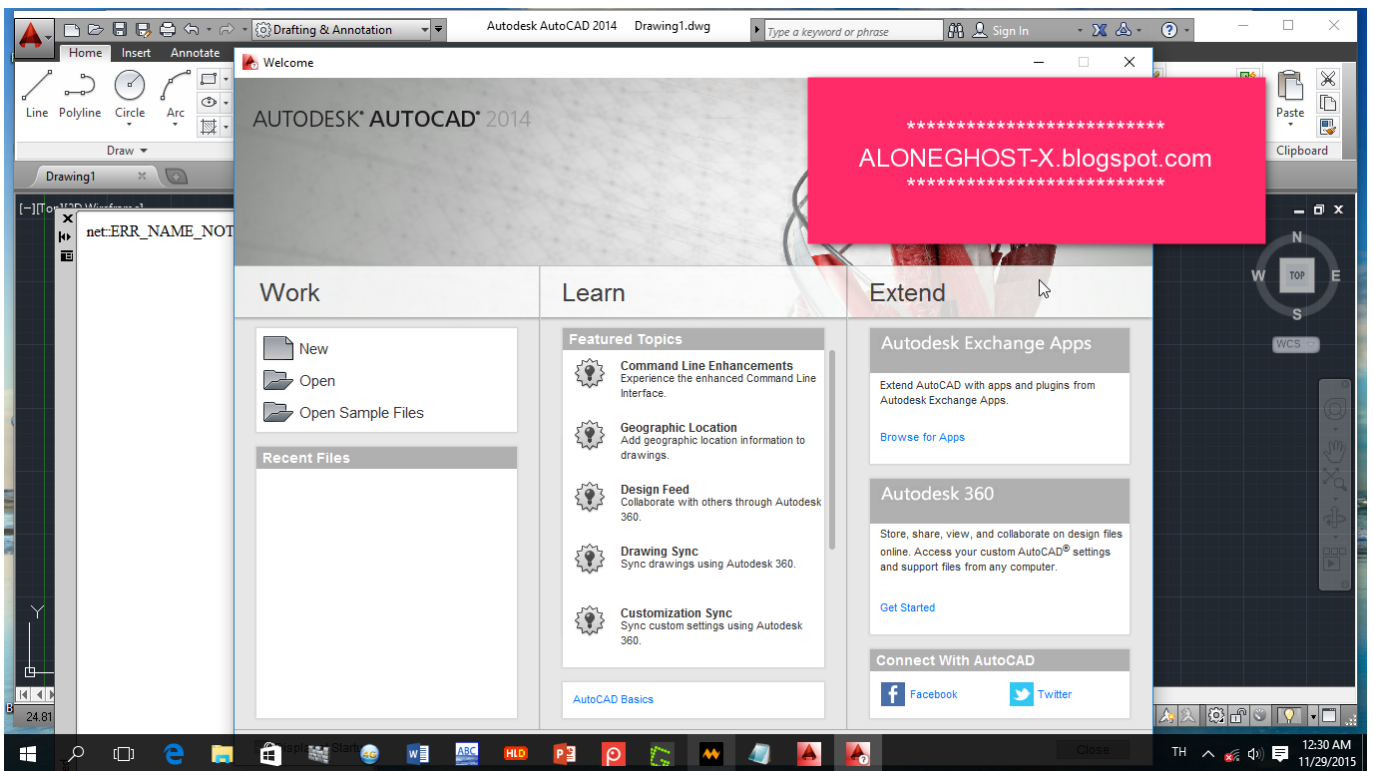 Drafting & Annotation
Autodesk AutoCAD 2014 Drawing1.dwg
Type a keyword or phrase
Sign In
Home Insert Annotate
Line Polyline Circle Arc
Draw
Paste
Clipboard
Drawing1
Welcome
AUTODESK® AUTOCAD® 2014
**************************
ALONEGHOST-X.blogspot.com
**************************
net::ERR_NAME_NOT
N
W TOP E
S
WCS
Work
New
Open
Open Sample Files
Recent Files
Learn
Featured Topics
Command Line Enhancements
Experience the enhanced Command Line
Interface.
Geographic Location
Add geographic location information to
drawings.
Design Feed
Collaborate with others through Autodesk
360.
Drawing Sync
Sync drawings using Autodesk 360.
Customization Sync
Sync custom settings using Autodesk
360.
AutoCAD Basics
Extend
Autodesk Exchange Apps
Extend AutoCAD with apps and plugins from
Autodesk Exchange Apps.
Browse for Apps
Autodesk 360
Store, share, view, and collaborate on design files
online. Access your custom AutoCAD® settings
and support files from any computer.
Get Started
Connect With AutoCAD
Facebook
Twitter
Close
Y
24.81
ABC
HLD
TH
12:30 AM
11/29/2015